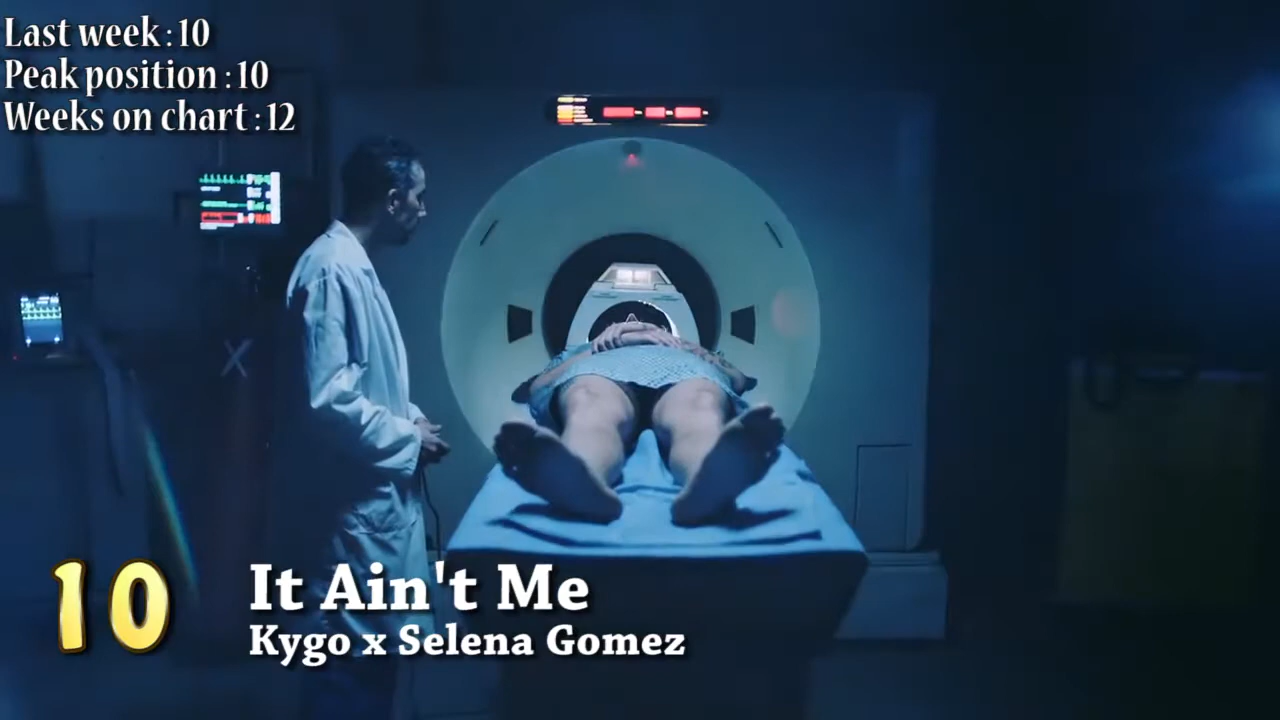 Last week : 10
Peak position : 10
Weeks on chart : 12
10
It Ain't Me
Kygo x Selena Gomez